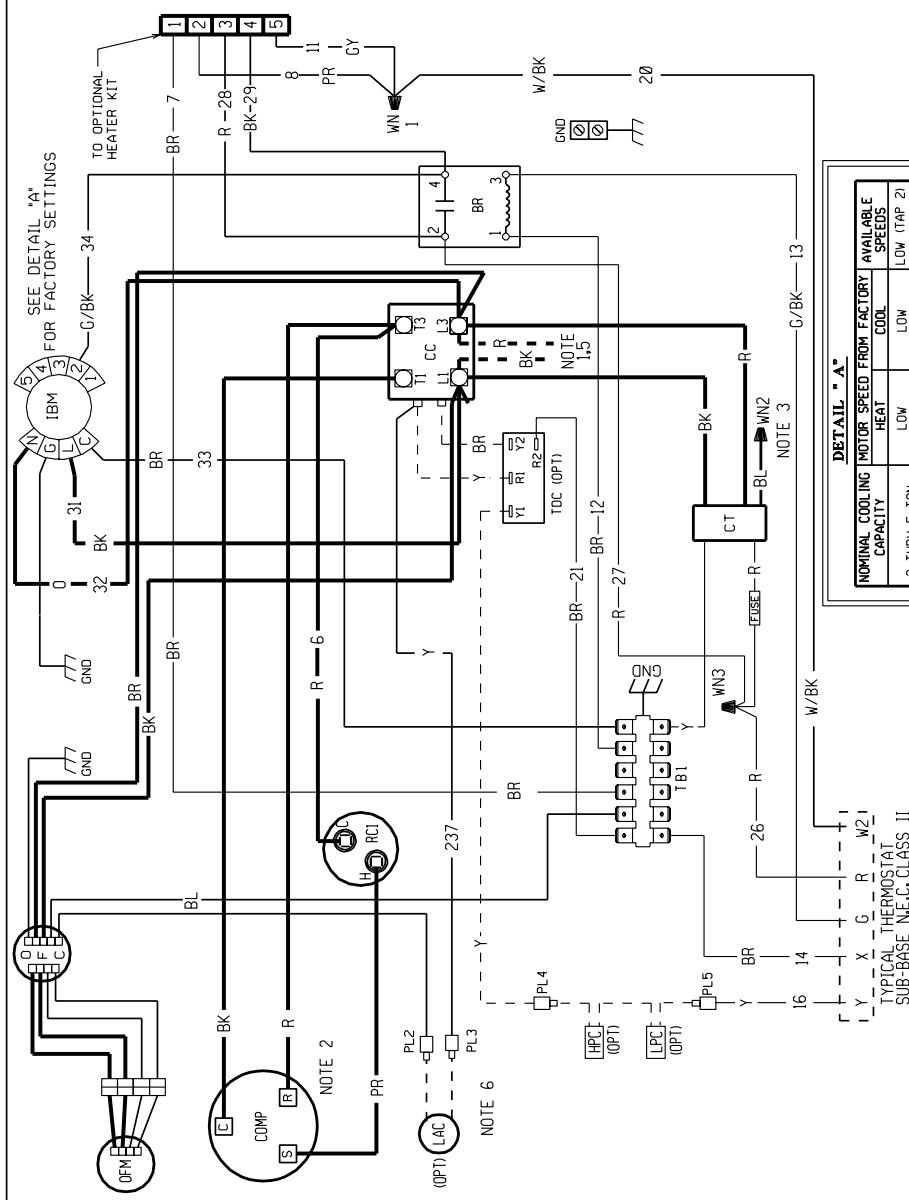 TO OPTIONAL
HEATER KIT
1
2
3
4
5
BR
7
R
28
BK-29
8
PR
11
GY
WN
1
W/BK
20
GND
SEE DETAIL "A"
FOR FACTORY SETTINGS
G/BK
34
5
4
3
2
1
IBM
N
G
L
C
4
2
BR
3
1
G/BK
13
BR
33
31
BK
O
32
GND
T3
L3
CC
T1
L1
R
BK
NOTE
1,5
BR
Y
Y2
R2
R1
Y1
TDC (OPT)
BK
R
BL
WN2
NOTE 3
CT
R
FUSE
BR
12
BR
21
R
27
BR
BR
BK
GND
R
6
Y
GND
WN3
Y
TB1
W/BK
BR
237
R
26
RC1
C
H
BL
O
F
C
BK
R
PR
Y
BR
14
Y
16
PL2
PL3
PL4
PL5
HPC
(OPT)
LPC
(OPT)
OFM
COMP
C
R
S
NOTE 2
(OPT)
LAC
NOTE 6
Y
X
G
R
W2
TYPICAL THERMOSTAT
SUB-BASE N.E.C. CLASS II
DETAIL " A"
NOMINAL COOLING CAPACITY
MOTOR SPEED FROM FACTORY
HEAT
COOL
AVAILABLE SPEEDS
LOW
LOW
LOW (TAP 2)